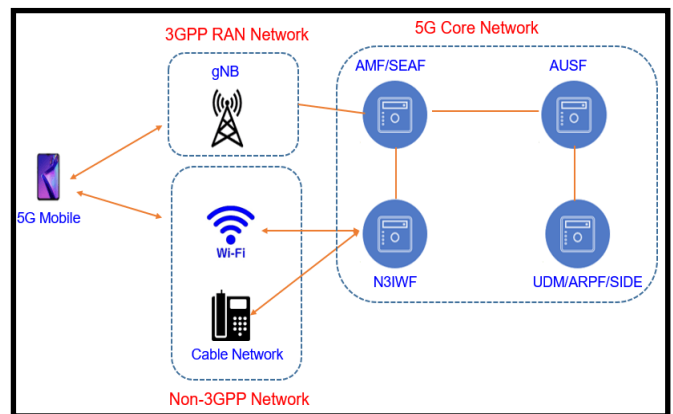 3GPP RAN Network
5G Core Network
gNB
AMF/SEAF
AUSF
5G Mobile
Wi-Fi
N3IWF
UDM/ARPF/SIDE
Cable Network
Non-3GPP Network